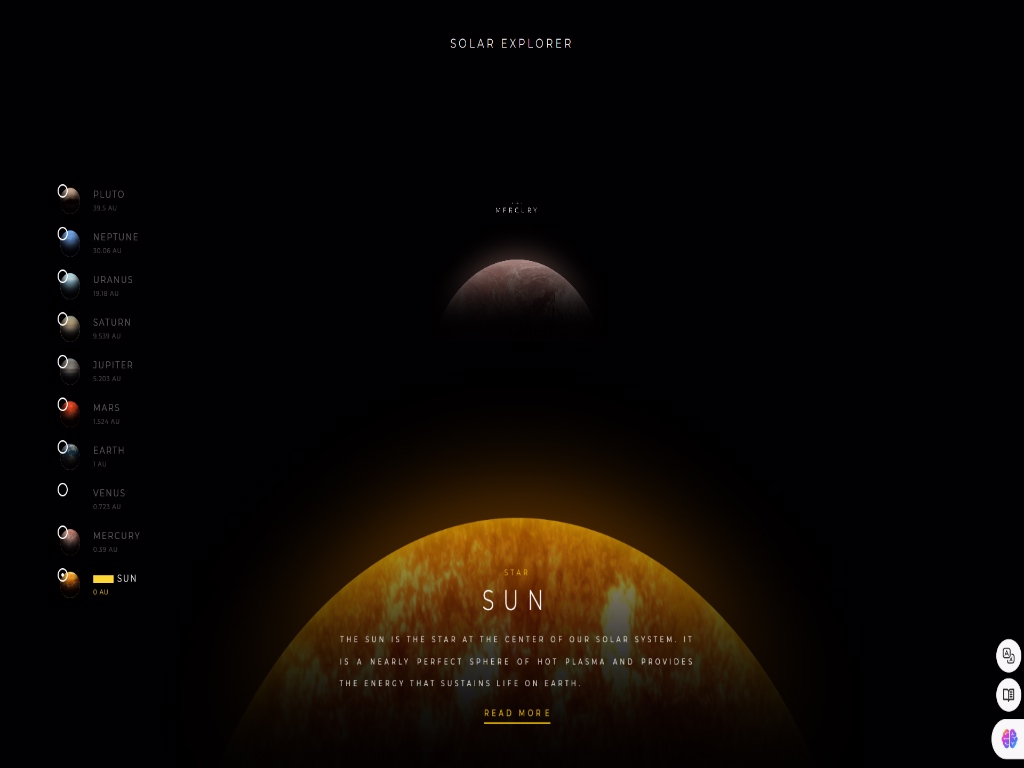 SOLAR EXPLORER
PLUTO
39.5 AU
NEPTUNE
30.06 AU
URANUS
19.18 AU
SATURN
9.539 AU
JUPITER
5.203 AU
MARS
1.524 AU
EARTH
1 AU
VENUS
0.723 AU
MERCURY
0.39 AU
SUN
0 AU
MERCURY
STAR
SUN
THE SUN IS THE STAR AT THE CENTER OF OUR SOLAR SYSTEM. IT
IS A NEARLY PERFECT SPHERE OF HOT PLASMA AND PROVIDES
THE ENERGY THAT SUSTAINS LIFE ON EARTH.
READ MORE